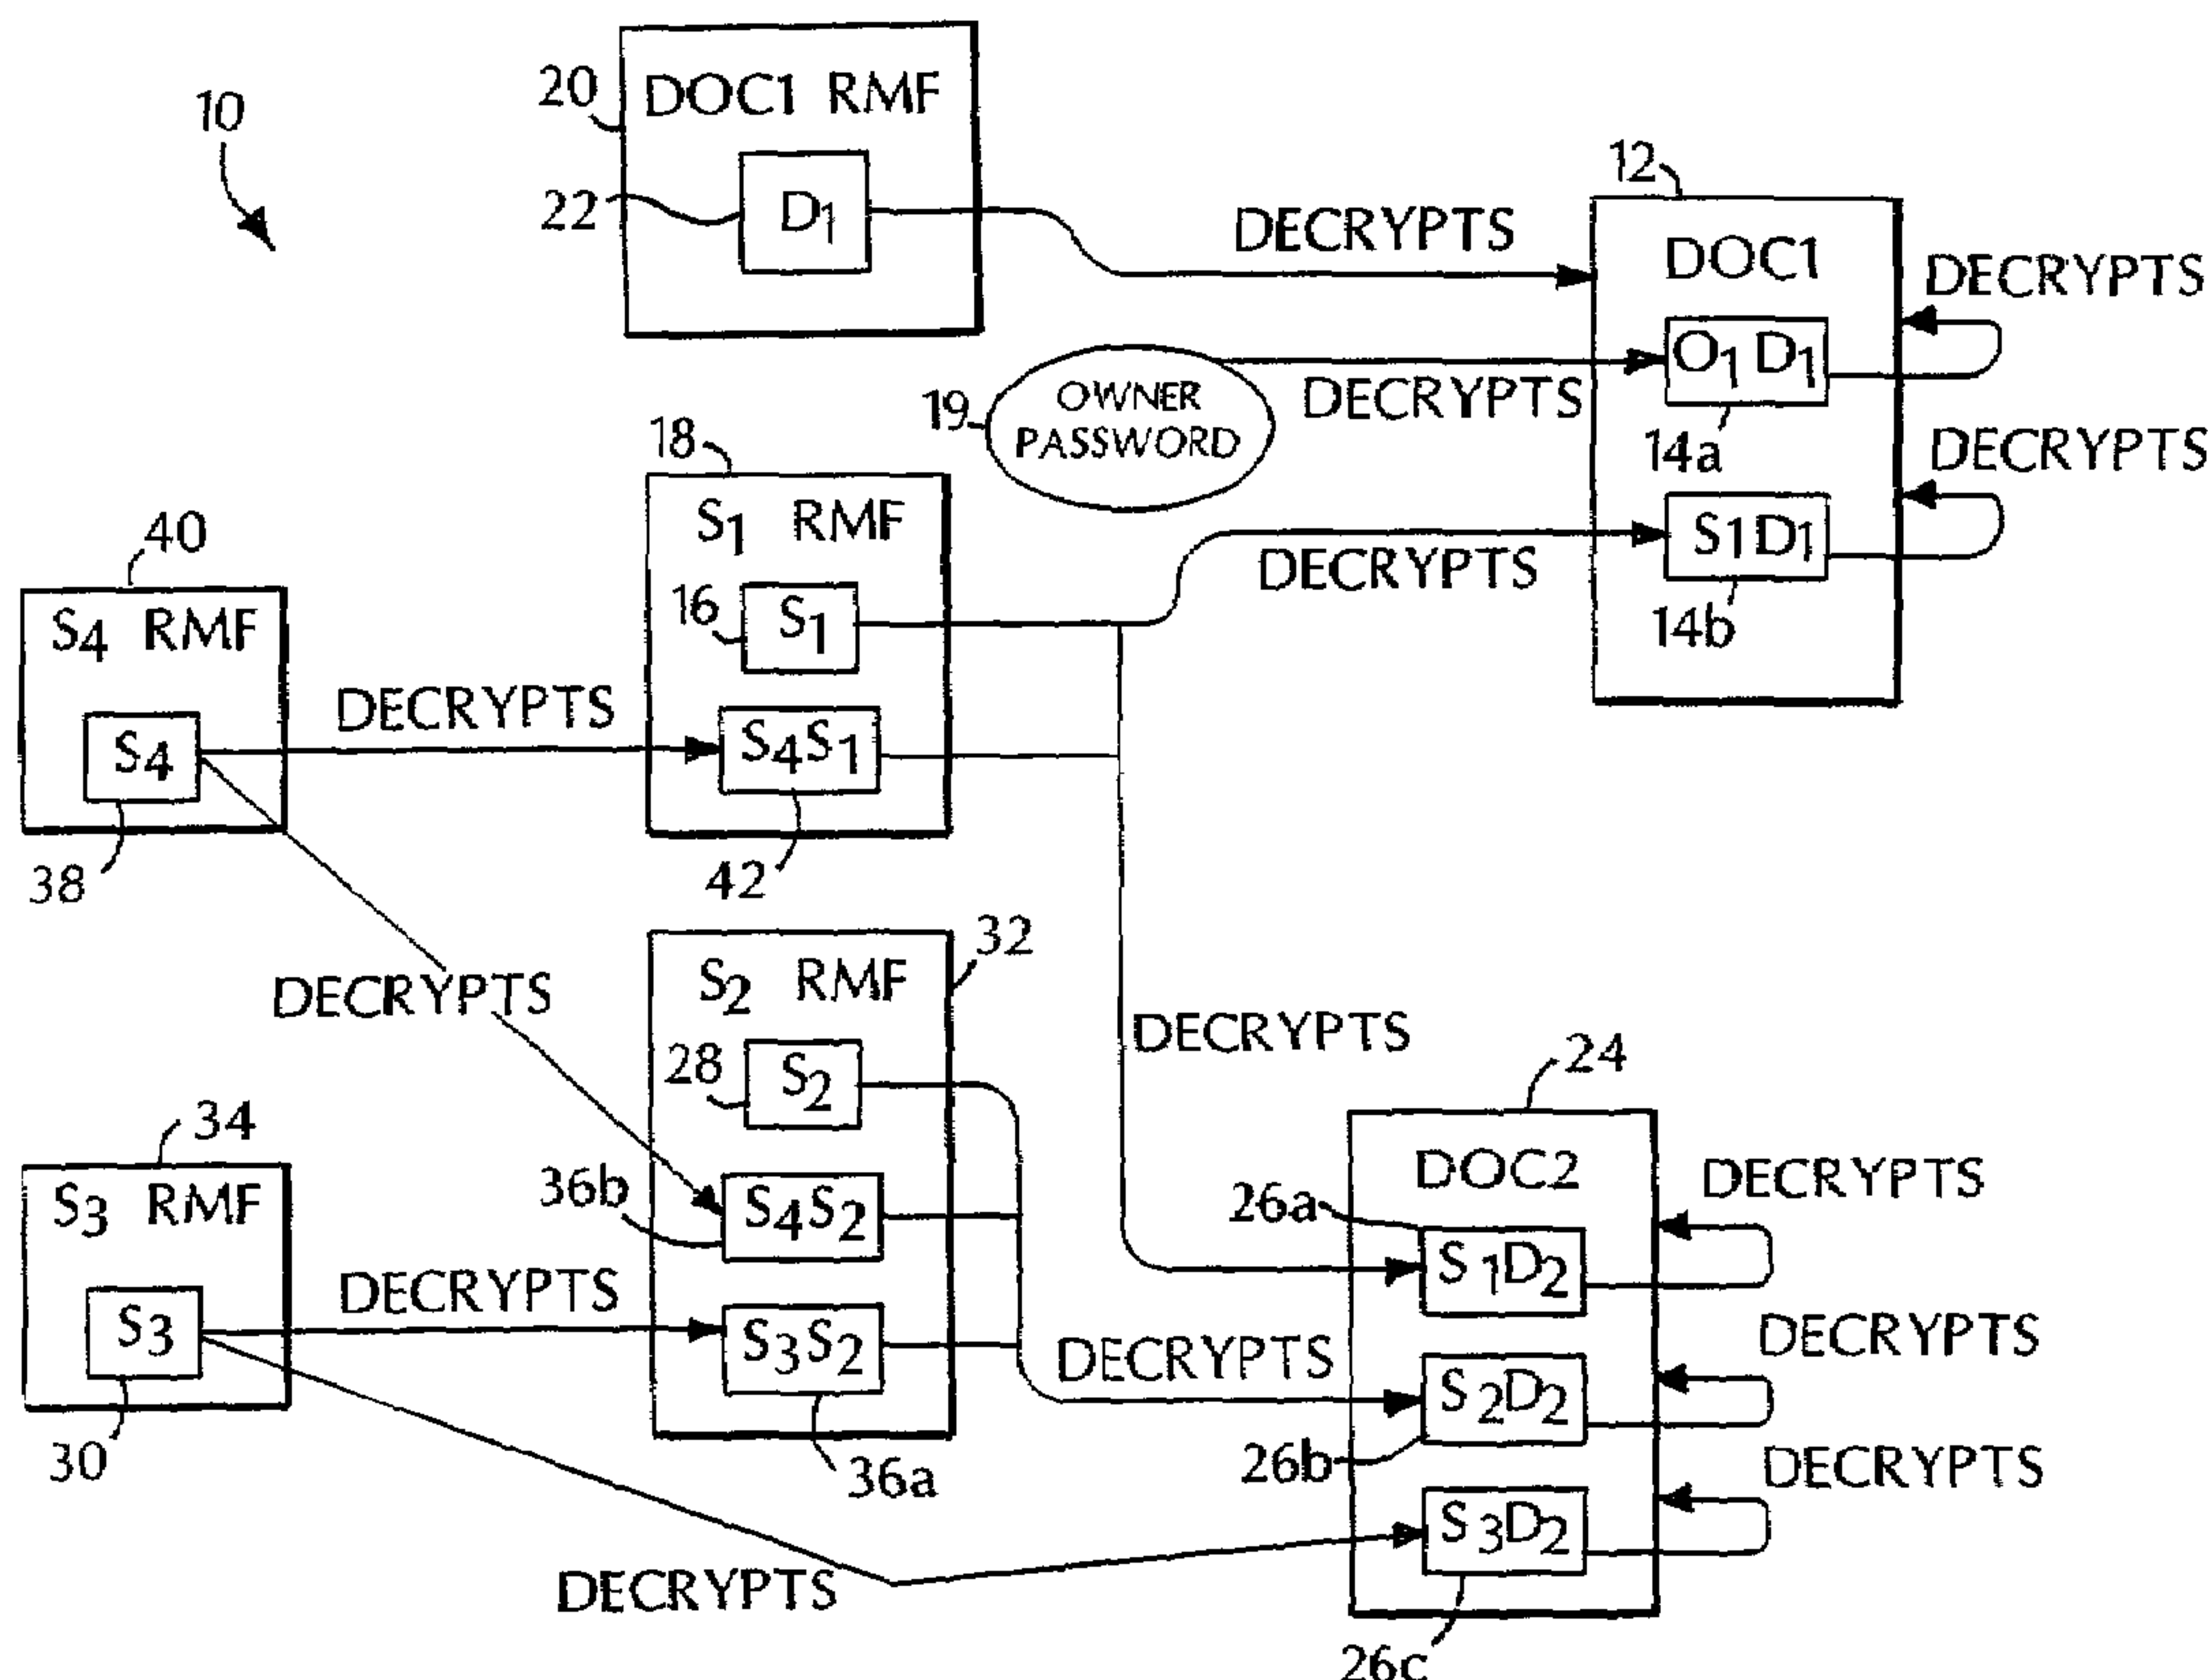 10
20
DOC1 RMF
22
D1
DECRYPTS
12
DOC1
DECRYPTS
O1 D1
14a
19
OWNER
PASSWORD
DECRYPTS
DECRYPTS
S1D1
14b
18
S1 RMF
16
S1
DECRYPTS
40
S4 RMF
S4
38
DECRYPTS
S4S1
42
DECRYPTS
32
S2 RMF
28
S2
DECRYPTS
36b
S4S2
34
S3 RMF
S3
30
DECRYPTS
S3S2
36a
24
DOC2
26a
S1D2
DECRYPTS
DECRYPTS
S2D2
26b
DECRYPTS
DECRYPTS
S3D2
26c
DECRYPTS